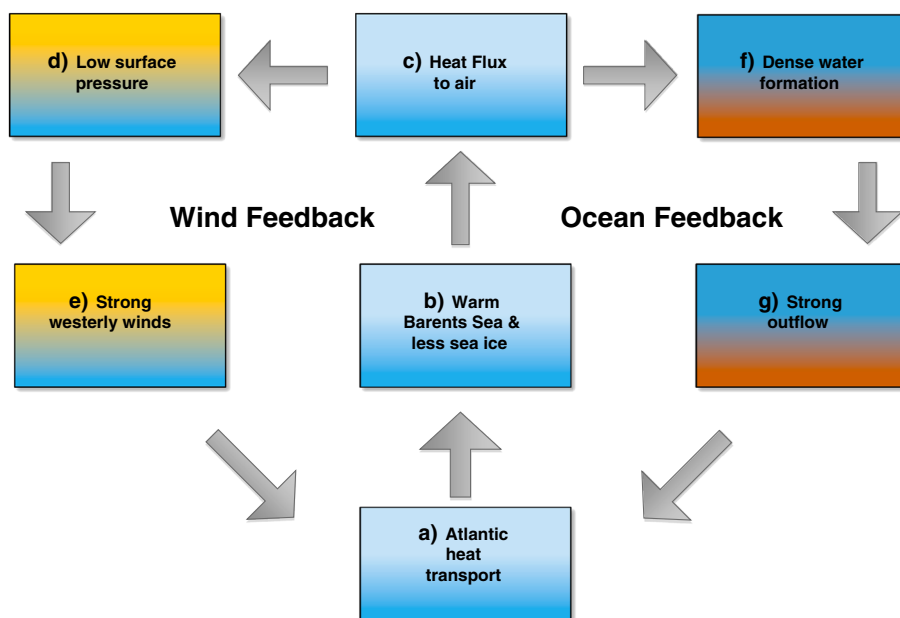 d) Low surface
pressure
c) Heat Flux
to air
f) Dense water
formation
Wind Feedback
Ocean Feedback
e) Strong
westerly winds
b) Warm
Barents Sea &
less sea ice
g) Strong
outflow
a) Atlantic
heat
transport